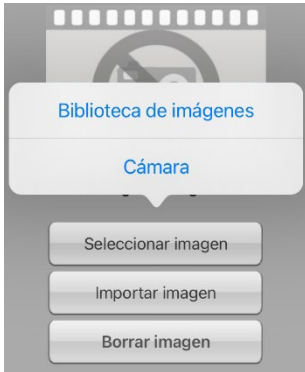 Biblioteca de imágenes
Cámara
Seleccionar imagen
Importar imagen
Borrar imagen